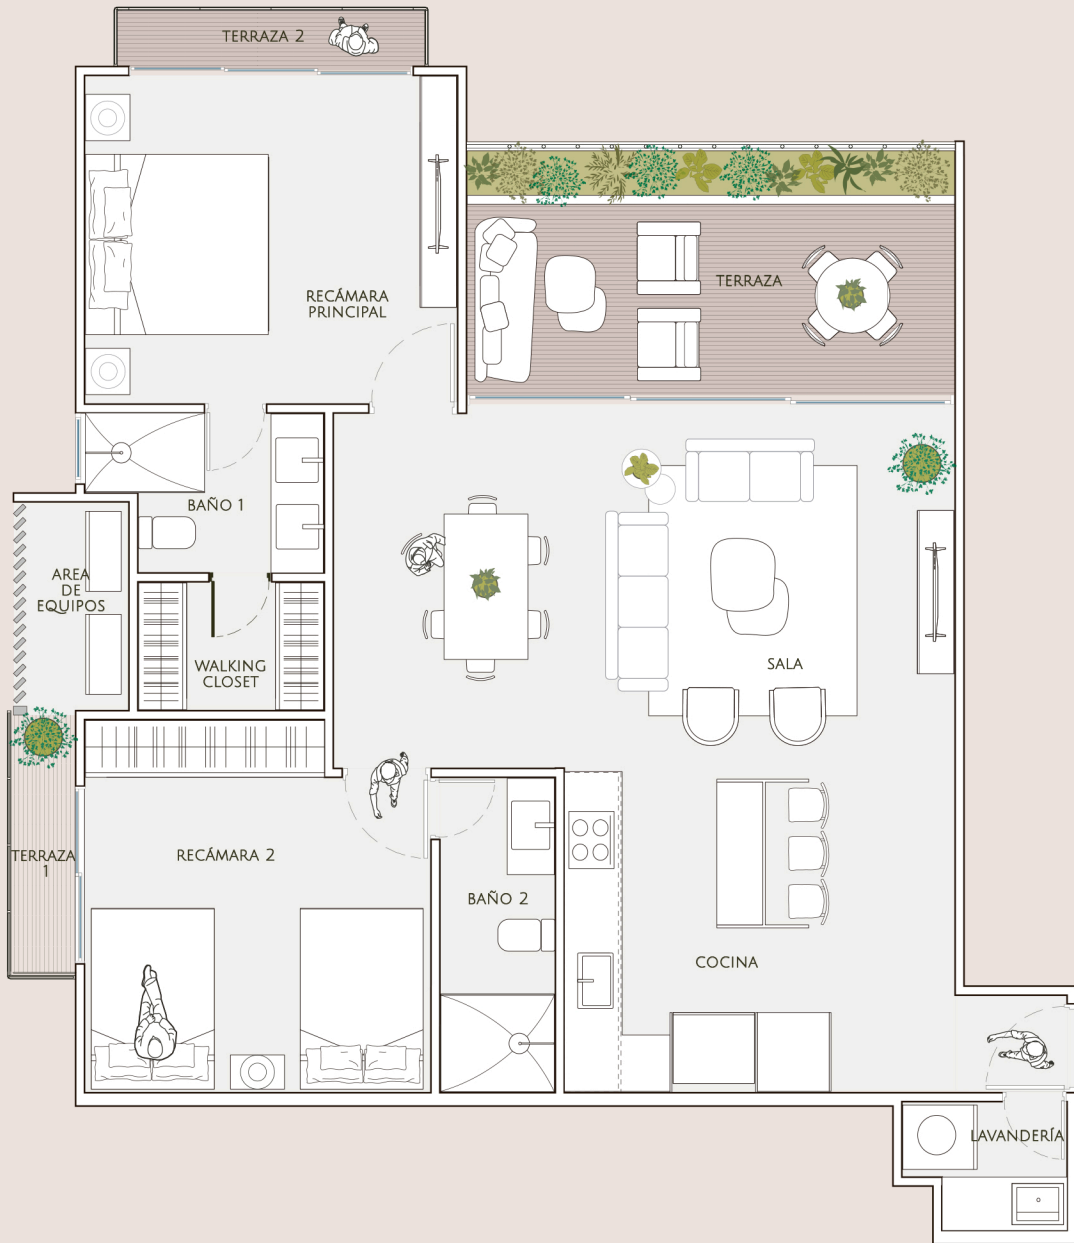 TERRAZA 2
RECÁMARA
PRINCIPAL
TERRAZA
BAÑO 1
AREA
DE
EQUIPOS
WALKING
CLOSET
SALA
TERRAZA
1
RECÁMARA 2
BAÑO 2
COCINA
LAVANDERÍA